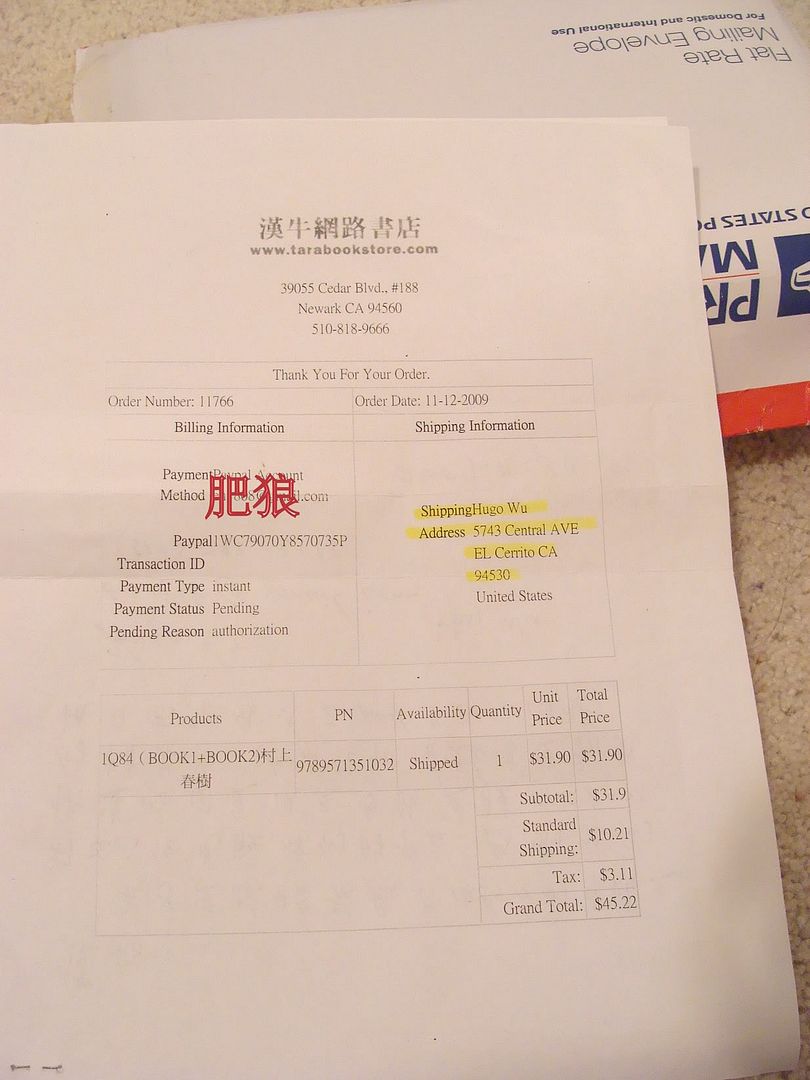 For Domestic and International Use
Mailing Envelope
Flat Rate
漢牛網路書店
www.tarabookstore.com
39055 Cedar Blvd., #188
Newark CA 94560
510-818-9666
Thank You For Your Order.
Order Number: 11766 Order Date: 11-12-2009
Billing Information Shipping Information
Payment Paypal Account
Method
肥狼
Paypal 1WC79070Y8570735P
Transaction ID
Payment Type instant
Payment Status Pending
Pending Reason authorization
Shipping Hugo Wu
Address 5743 Central AVE
EL Cerrito CA
94530
United States
Products PN Availability Quantity Unit Price Total Price
1Q84 ( BOOK1+BOOK2)村上 9789571351032 Shipped 1 $31.90 $31.90
春樹
Subtotal: $31.9
Standard
Shipping: $10.21
Tax: $3.11
Grand Total: $45.22